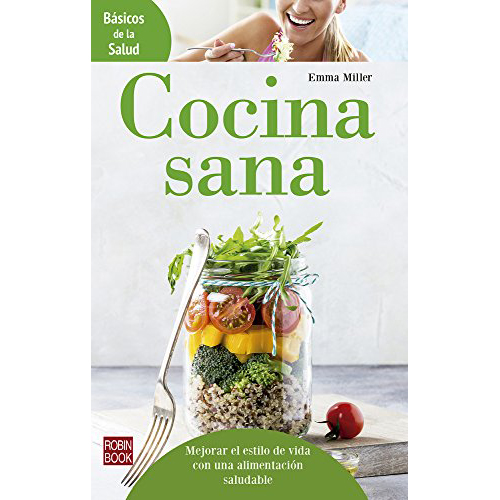 Básicos
de la
Salud
Emma Miller
Cocina
sana
ROBIN
BOOK
Mejorar el estilo de vida
con una alimentación
saludable